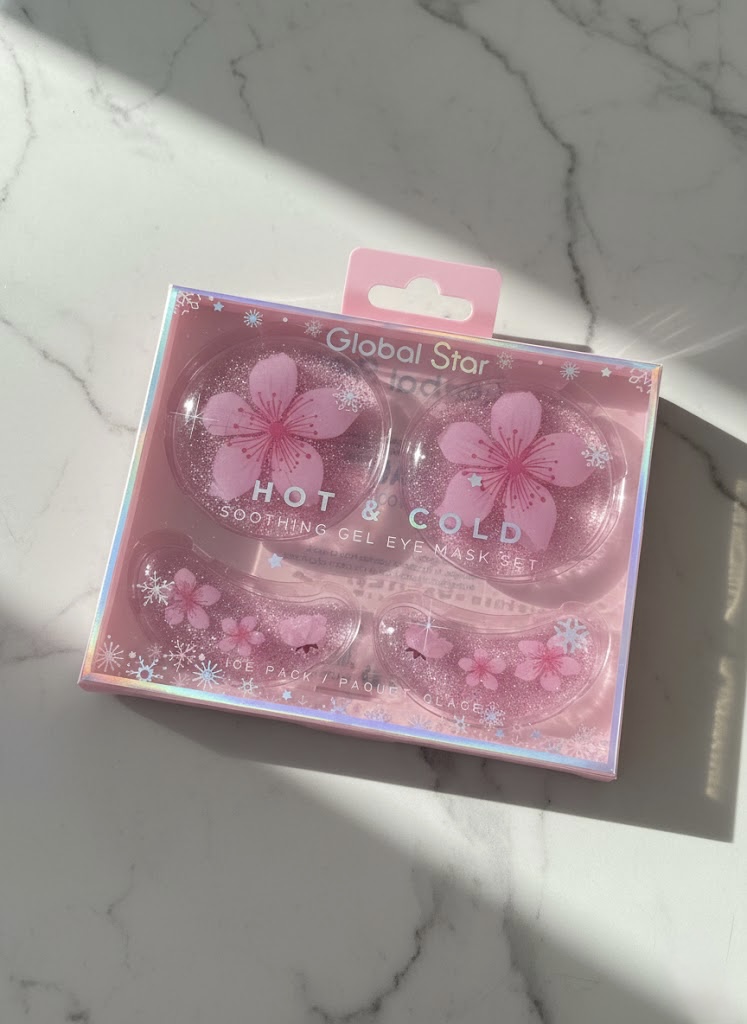 Global Star
HOT & COLD
SOOTHING GEL EYE MASK SET
ICE PACK / PAQUET GLACE